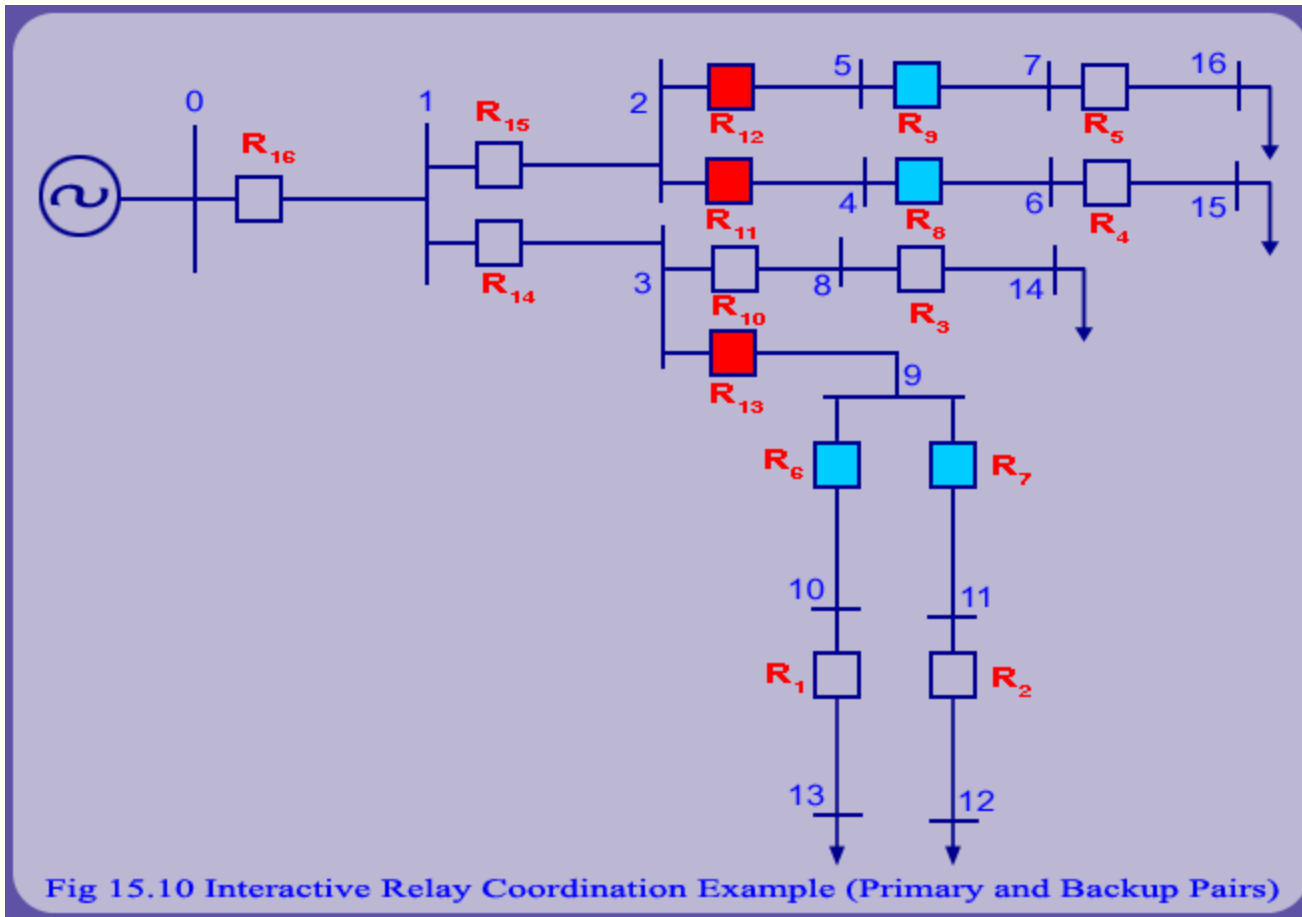 0
1
2
5
7
16
R₁₆
R₁₅
R₁₂
R₉
R₅
R₁₁
4
R₈
6
R₄
15
R₁₄
3
R₁₀
8
R₃
14
R₁₃
9
R₆
R₇
10
11
R₁
R₂
13
12
Fig 15.10 Interactive Relay Coordination Example (Primary and Backup Pairs)